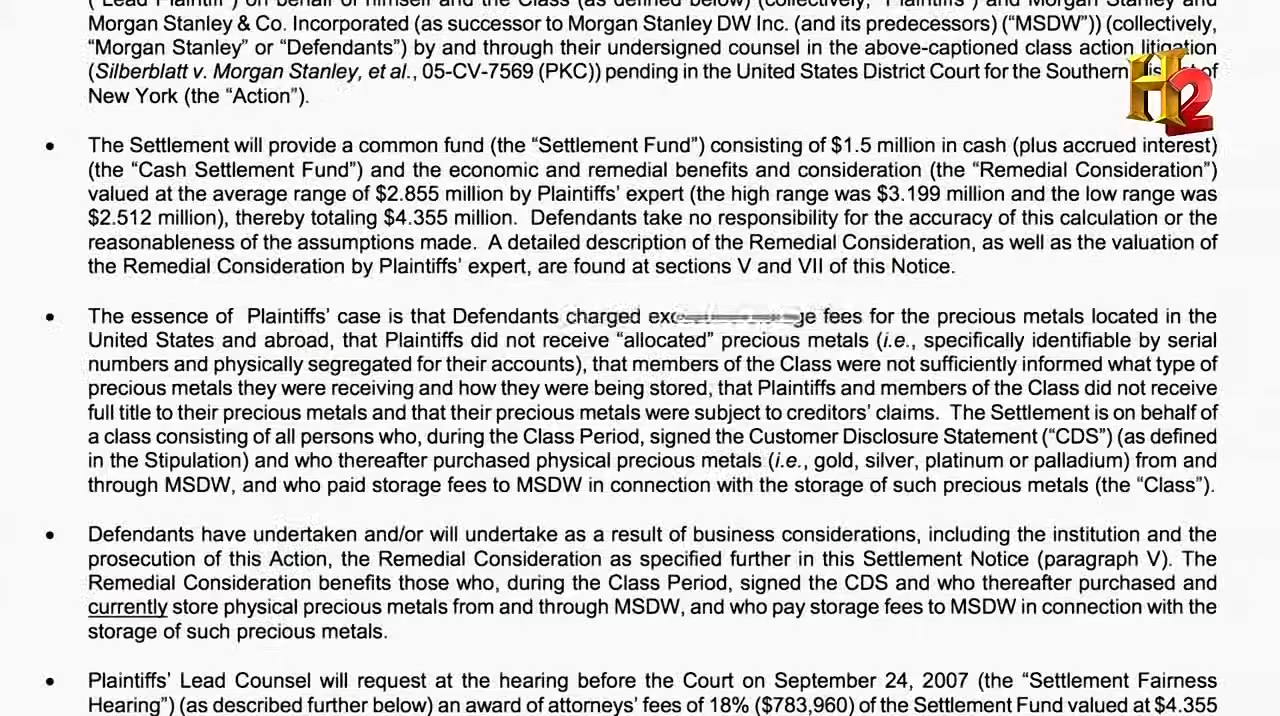 ("Lead Plaintiff") on behalf of himself and the Class (as defined below) (collectively, "Plaintiffs") and Morgan Stanley and
Morgan Stanley & Co. Incorporated (as successor to Morgan Stanley DW Inc. (and its predecessors) (“MSDW”)) (collectively,
“Morgan Stanley” or “Defendants”) by and through their undersigned counsel in the above-captioned class action litigation
(Silberblatt v. Morgan Stanley, et al., 05-CV-7569 (PKC)) pending in the United States District Court for the Southern of
New York (the “Action”).
H2
• The Settlement will provide a common fund (the “Settlement Fund”) consisting of $1.5 million in cash (plus accrued interest)
(the “Cash Settlement Fund”) and the economic and remedial benefits and consideration (the “Remedial Consideration”)
valued at the average range of $2.855 million by Plaintiffs’ expert (the high range was $3.199 million and the low range was
$2.512 million), thereby totaling $4.355 million. Defendants take no responsibility for the accuracy of this calculation or the
reasonableness of the assumptions made. A detailed description of the Remedial Consideration, as well as the valuation of
the Remedial Consideration by Plaintiffs’ expert, are found at sections V and VII of this Notice.
• The essence of Plaintiffs’ case is that Defendants charged fees for the precious metals located in the
United States and abroad, that Plaintiffs did not receive “allocated” precious metals (i.e., specifically identifiable by serial
numbers and physically segregated for their accounts), that members of the Class were not sufficiently informed what type of
precious metals they were receiving and how they were being stored, that Plaintiffs and members of the Class did not receive
full title to their precious metals and that their precious metals were subject to creditors’ claims. The Settlement is on behalf of
a class consisting of all persons who, during the Class Period, signed the Customer Disclosure Statement (“CDS”) (as defined
in the Stipulation) and who thereafter purchased physical precious metals (i.e., gold, silver, platinum or palladium) from and
through MSDW, and who paid storage fees to MSDW in connection with the storage of such precious metals (the “Class”).
• Defendants have undertaken and/or will undertake as a result of business considerations, including the institution and the
prosecution of this Action, the Remedial Consideration as specified further in this Settlement Notice (paragraph V). The
Remedial Consideration benefits those who, during the Class Period, signed the CDS and who thereafter purchased and
currently store physical precious metals from and through MSDW, and who pay storage fees to MSDW in connection with the
storage of such precious metals.
• Plaintiffs’ Lead Counsel will request at the hearing before the Court on September 24, 2007 (the “Settlement Fairness
Hearing”) (as described further below) an award of attorneys’ fees of 18% ($783,960) of the Settlement Fund valued at $4.355